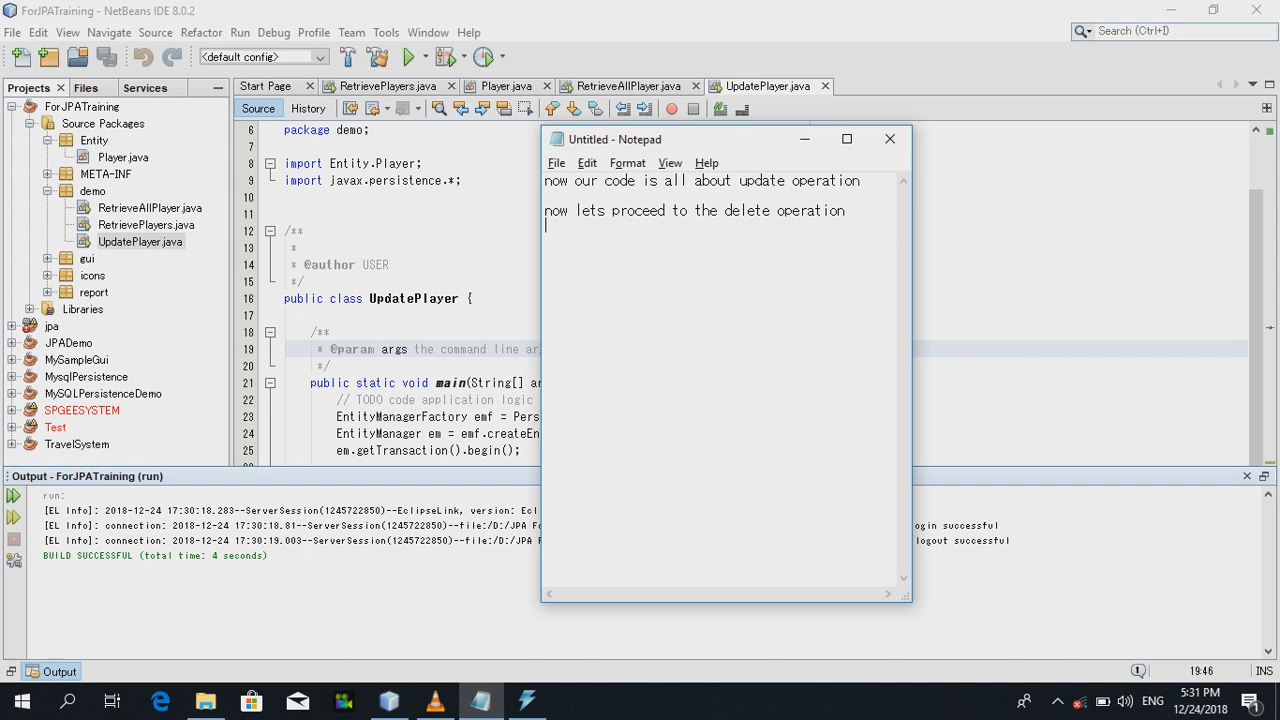 ForJPATraining - NetBeans IDE 8.0.2
File Edit View Navigate Source Refactor Run Debug Profile Team Tools Window Help
Search (Ctrl+I)
<default config>
Projects Files Services
Start Page RetrievePlayers.java Player.java RetrieveAllPlayer.java UpdatePlayer.java
Source History
ForJPATraining
Source Packages
Entity
Player.java
META-INF
demo
RetrieveAllPlayer.java
RetrievePlayers.java
UpdatePlayer.java
gui
icons
report
Libraries
jpa
JPADemo
MySampleGui
MysqlPersistence
MySQLPersistenceDemo
SPGEESYSTEM
Test
TravelSystem
6 package demo;
7
8 import Entity.Player;
9 import javax.persistence.*;
10
11
12 /**
13 *
14 * @author USER
15 */
16 public class UpdatePlayer {
17
18 /**
19 * @param args the command line ar
20 */
21 public static void main(String[] ar
22 // TODO code application logic
23 EntityManagerFactory emf = Pers
24 EntityManager em = emf.createEn
25 em.getTransaction().begin();
Untitled - Notepad
File Edit Format View Help
now our code is all about update operation
now lets proceed to the delete operation
Output - ForJPATraining (run)
run:
[EL Info]: 2018-12-24 17:30:18.283--ServerSession(1245722850)--EclipseLink, version: Ecl
[EL Info]: connection: 2018-12-24 17:30:18.81--ServerSession(1245722850)--file:/D:/JPA Fo ogin successful
[EL Info]: connection: 2018-12-24 17:30:19.003--ServerSession(1245722850)--file:/D:/JPA F logout successful
BUILD SUCCESSFUL (total time: 4 seconds)
Output
19:46 INS
ENG
5:31 PM
12/24/2018
1